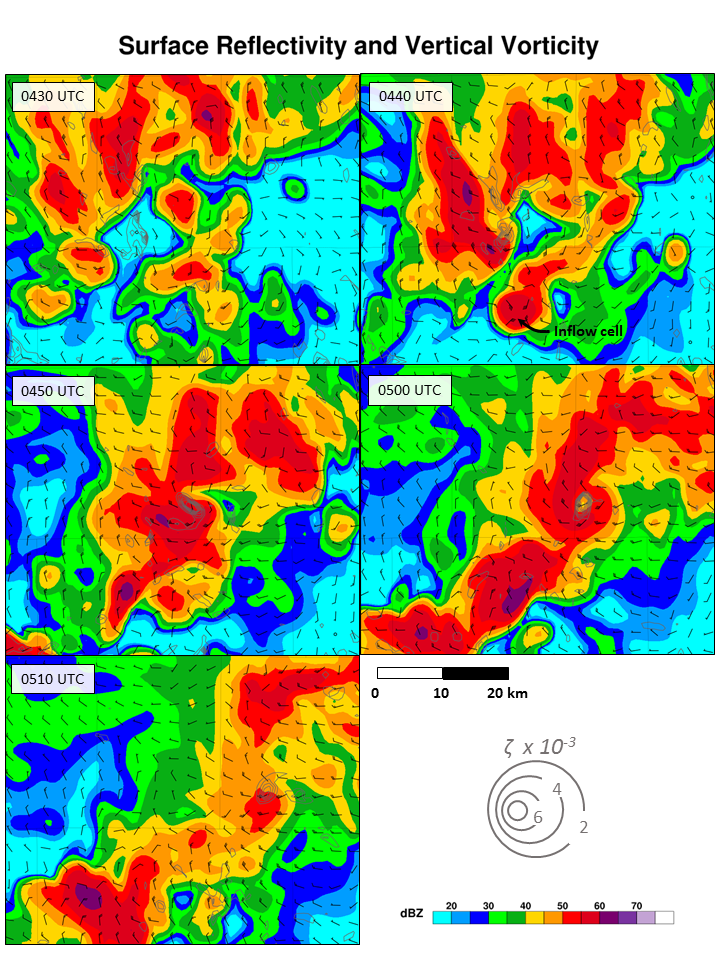 Surface Reflectivity and Vertical Vorticity
0430 UTC
0440 UTC
Inflow cell
0450 UTC
0500 UTC
0510 UTC
0 10 20 km
ζ x 10-3
4
6
2
dBZ 20 30 40 50 60 70